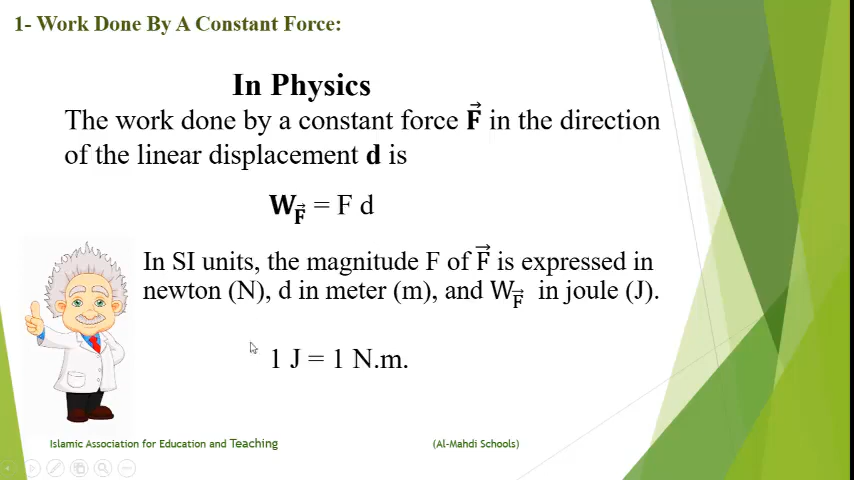 1- Work Done By A Constant Force:
In Physics
The work done by a constant force F⃗ in the direction
of the linear displacement d is
W_F⃗ = F d
In SI units, the magnitude F of F⃗ is expressed in
newton (N), d in meter (m), and W_F⃗ in joule (J).
1 J = 1 N.m.
Islamic Association for Education and Teaching (Al-Mahdi Schools)